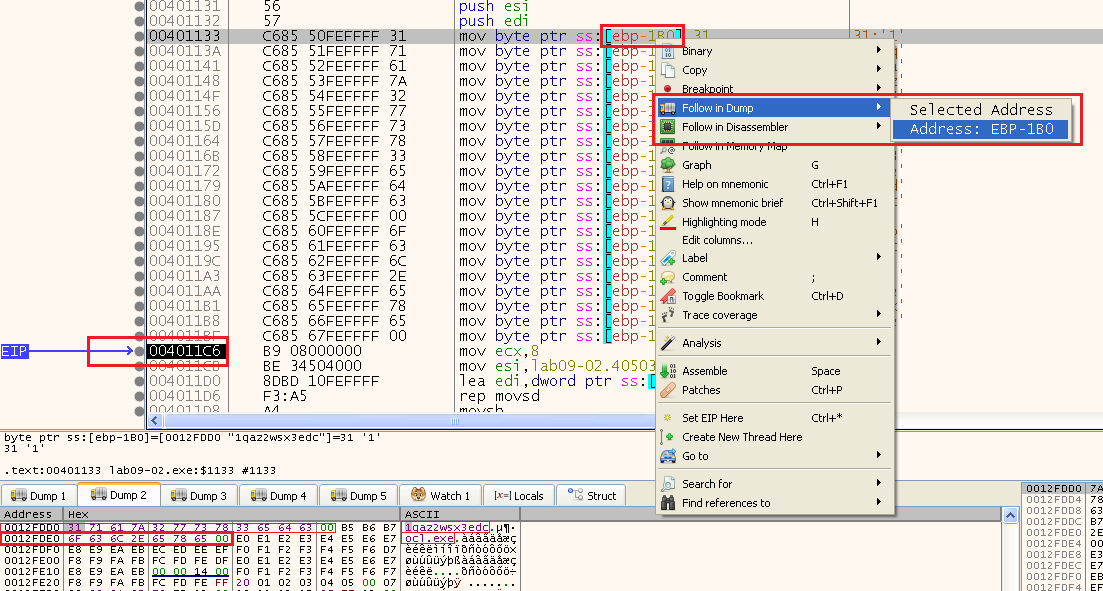 00401131 56 push esi
00401132 57 push edi
00401133 C685 50FEFFFF 31 mov byte ptr ss:[ebp-1B0],31 31:'1'
0040113A C685 51FEFFFF 71 mov byte ptr ss:[ebp-1
00401141 C685 52FEFFFF 61 mov byte ptr ss:[ebp-1
00401148 C685 53FEFFFF 7A mov byte ptr ss:[ebp-1
0040114F C685 54FEFFFF 32 mov byte ptr ss:[ebp-1
00401156 C685 55FEFFFF 77 mov byte ptr ss:[ebp-1
0040115D C685 56FEFFFF 73 mov byte ptr ss:[ebp-1
00401164 C685 57FEFFFF 78 mov byte ptr ss:[ebp-1
0040116B C685 58FEFFFF 33 mov byte ptr ss:[ebp-1
00401172 C685 59FEFFFF 65 mov byte ptr ss:[ebp-1
00401179 C685 5AFEFFFF 64 mov byte ptr ss:[ebp-1
00401180 C685 5BFEFFFF 63 mov byte ptr ss:[ebp-1
00401187 C685 5CFEFFFF 00 mov byte ptr ss:[ebp-1
0040118E C685 60FEFFFF 6F mov byte ptr ss:[ebp-1
00401195 C685 61FEFFFF 63 mov byte ptr ss:[ebp-1
0040119C C685 62FEFFFF 6C mov byte ptr ss:[ebp-1
004011A3 C685 63FEFFFF 2E mov byte ptr ss:[ebp-1
004011AA C685 64FEFFFF 65 mov byte ptr ss:[ebp-1
004011B1 C685 65FEFFFF 78 mov byte ptr ss:[ebp-1
004011B8 C685 66FEFFFF 65 mov byte ptr ss:[ebp-1
004011BF C685 67FEFFFF 00 mov byte ptr ss:[ebp-1
EIP 004011C6 B9 08000000 mov ecx,8
004011CB BE 34504000 mov esi,lab09-02.40503
004011D0 8DBD 10FEFFFF lea edi,dword ptr ss:[
004011D6 F3:A5 rep movsd
004011D8 A4 movsb
Binary
Copy
Breakpoint
Follow in Dump
Selected Address
Address: EBP-1B0
Follow in Disassembler
Follow in Memory Map
Graph G
Help on mnemonic Ctrl+F1
Show mnemonic brief Ctrl+Shift+F1
Highlighting mode H
Edit columns...
Label
Comment ;
Toggle Bookmark Ctrl+D
Trace coverage
Analysis
Assemble Space
Patches Ctrl+P
Set EIP Here Ctrl+*
Create New Thread Here
Go to
Search for
Find references to
byte ptr ss:[ebp-1B0]=[0012FDD0 "1qaz2wsx3edc"]=31 '1'
31 '1'
.text:00401133 lab09-02.exe:$1133 #1133
Dump 1 Dump 2 Dump 3 Dump 4 Dump 5 Watch 1 [x]= Locals Struct
Address Hex ASCII
0012FDD0 31 71 61 7A 32 77 73 78 33 65 64 63 00 B5 B6 B7 1qaz2wsx3edc.µ¶·
0012FDE0 6F 63 6C 2E 65 78 65 00 E0 E1 E2 E3 E4 E5 E6 E7 ocl.exe.àáâãäåæç
0012FDF0 E8 E9 EA EB EC ED EE EF F0 F1 F2 F3 F4 F5 F6 D7
0012FE00 F8 F9 FA FB FC FD FE DF E0 E1 E2 E3 E4 E5 E6 E7
0012FE10 E8 E9 EA EB 00 00 14 00 F0 F1 F2 F3 F4 F5 F6 F7
0012FE20 F8 F9 FA FB FC FD FE FF 20 01 02 03 04 05 00 07
0012FDD0 7A
0012FDD4 78
0012FDD8 63
0012FDDC B7
0012FDE0 2E
0012FDE4 00
0012FDE8 E3
0012FDEC E7
0012FDF0 EB
0012FDF4 EF